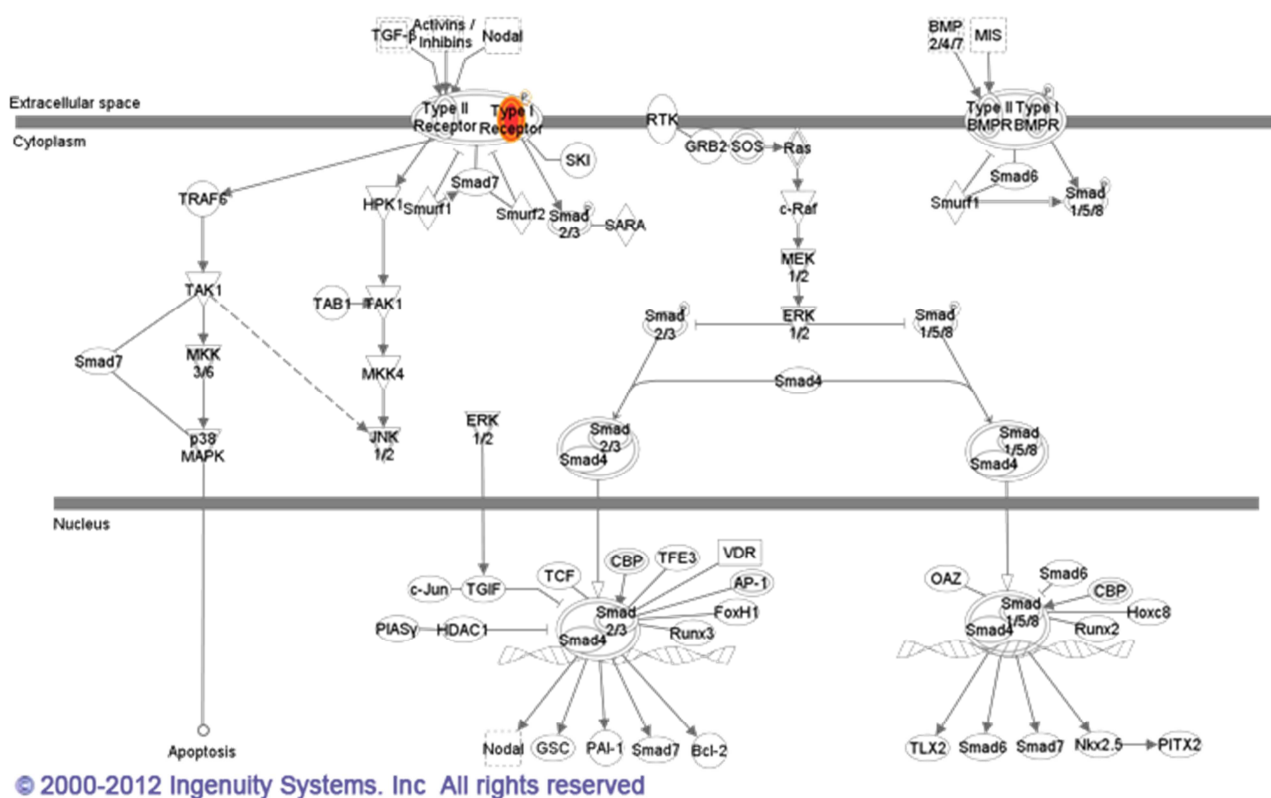 TGF-β
Activins /
Inhibins
Nodal
BMP
2/4/7
MIS
Extracellular space
Type II
Receptor
Type I
Receptor
P
RTK
Type II
BMPR
Type I
BMPR
P
Cytoplasm
GRB2
SOS
Ras
SKI
TRAF6
HPK1
Smad7
Smurf1
Smurf2
Smad
2/3
P
SARA
c-Raf
Smad6
Smurf1
Smad
1/5/8
P
MEK
1/2
TAK1
TAB1
TAK1
Smad
2/3
P
ERK
1/2
Smad
1/5/8
P
Smad7
MKK
3/6
MKK4
Smad4
p38
MAPK
JNK
1/2
ERK
1/2
Smad
2/3
Smad4
Smad
1/5/8
Smad4
Nucleus
c-Jun
TGIF
TCF
CBP
TFE3
VDR
AP-1
FoxH1
Runx3
PIASγ
HDAC1
Smad
2/3
Smad4
OAZ
Smad6
CBP
Hoxc8
Runx2
Smad
1/5/8
Smad4
Apoptosis
Nodal
GSC
PAI-1
Smad7
Bcl-2
TLX2
Smad6
Smad7
Nkx2.5
PITX2
© 2000-2012 Ingenuity Systems. Inc All rights reserved